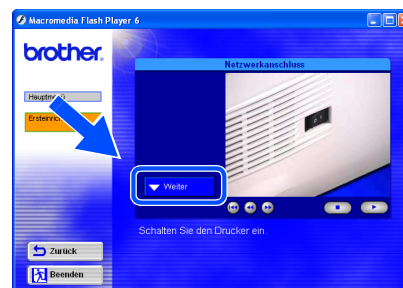 Macromedia Flash Player 6
brother.
Netzwerkanschluss
Weiter
Schalten Sie den Drucker ein.
Zurück
Beenden